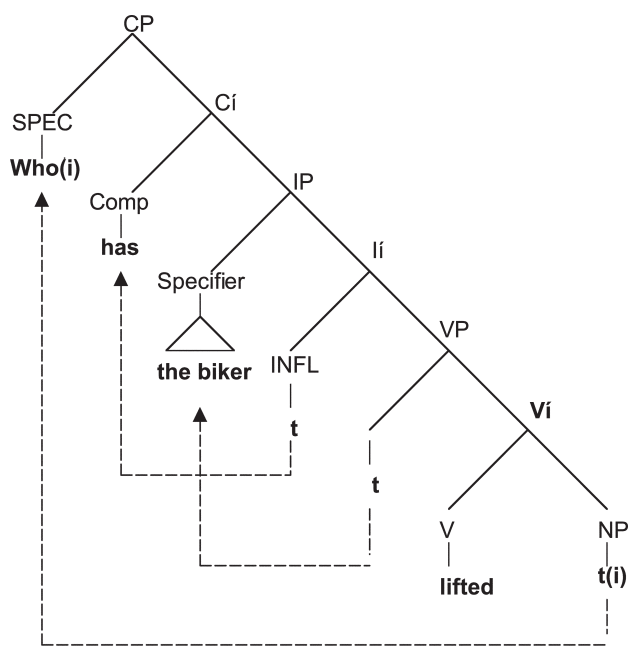 CP
SPEC
Cí
Who(i)
Comp
IP
has
Specifier
Ií
the biker
INFL
VP
t
t
Ví
V
NP
lifted
t(i)